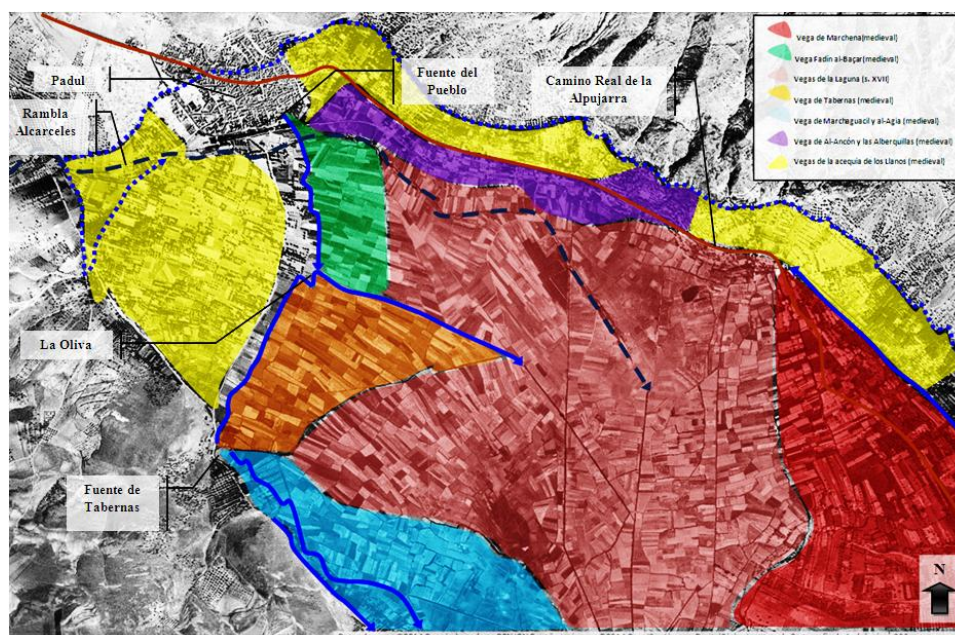 Padul
Fuente del
Pueblo
Camino Real de la
Alpujarra
Rambla
Alcarceles
La Oliva
Fuente de
Tabernas
Vega de Marchena(medieval)
Vega Fadin al-Baçar(medieval)
Vegas de la Laguna (s. XVII)
Vega de Tabernas (medieval)
Vega de Marchaguacil y al-Agia (medieval)
Vega de Al-Ancón y las Alberquillas (medieval)
Vegas de la acequia de los Llanos (medieval)
N